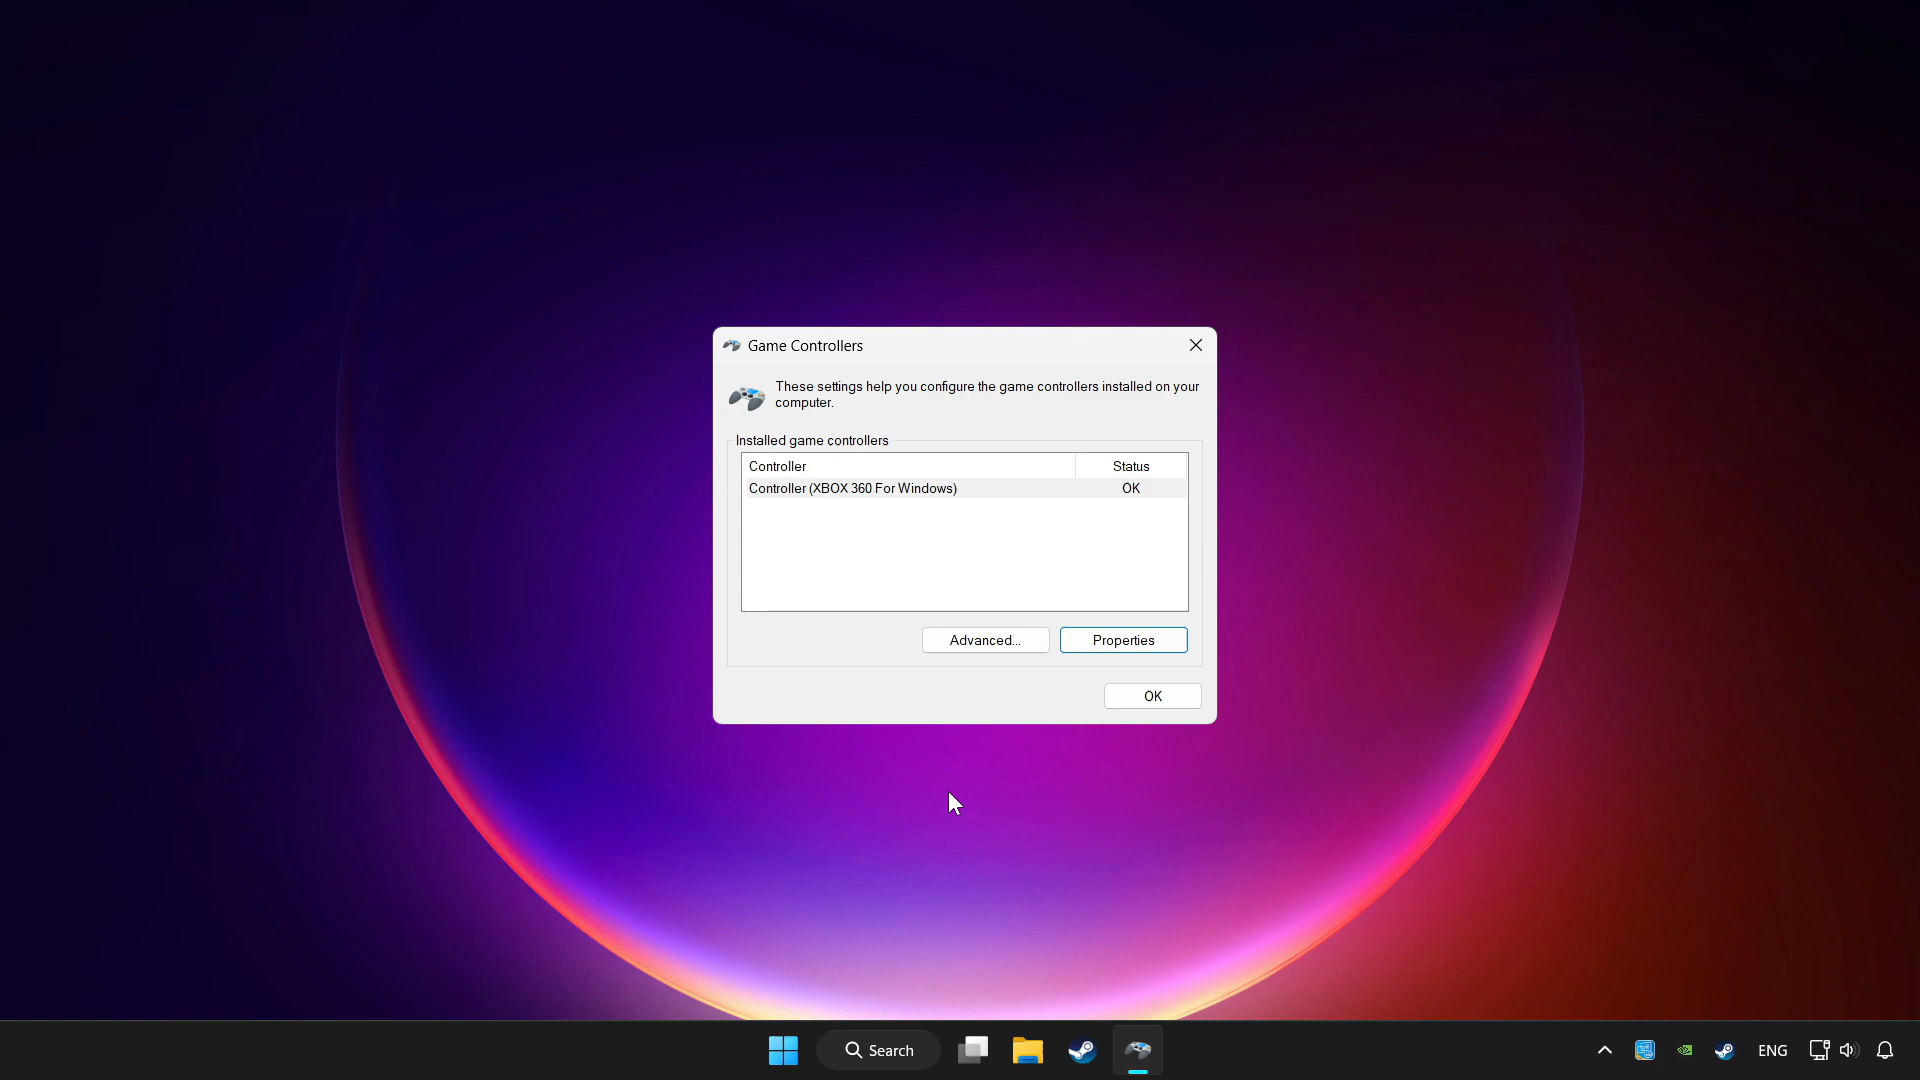 Game Controllers
These settings help you configure the game controllers installed on your
computer.
Installed game controllers
Controller Status
Controller (XBOX 360 For Windows) OK
Advanced... Properties
OK
Search ENG